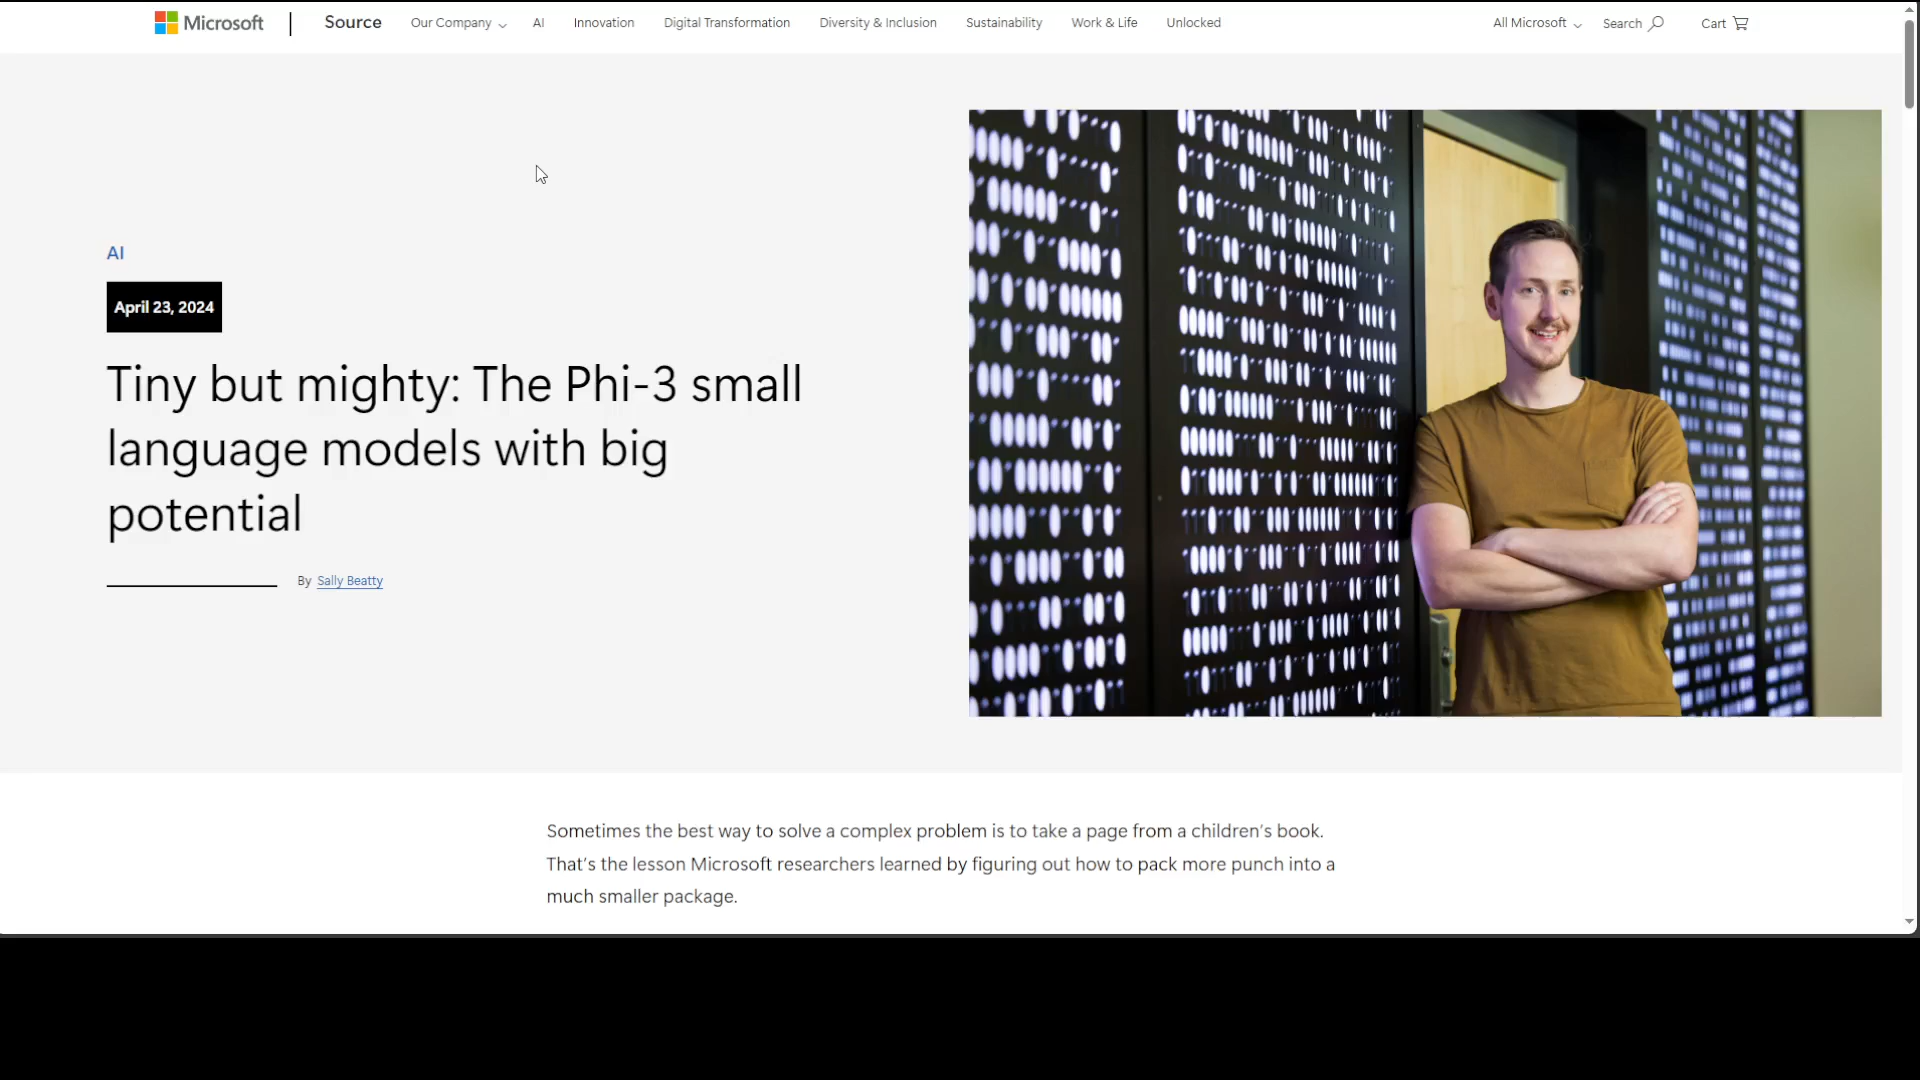 Microsoft
Source
Our Company
AI
Innovation
Digital Transformation
Diversity & Inclusion
Sustainability
Work & Life
Unlocked
All Microsoft
Search
Cart
AI
April 23, 2024
Tiny but mighty: The Phi-3 small
language models with big
potential
By Sally Beatty
Sometimes the best way to solve a complex problem is to take a page from a children's book.
That's the lesson Microsoft researchers learned by figuring out how to pack more punch into a
much smaller package.